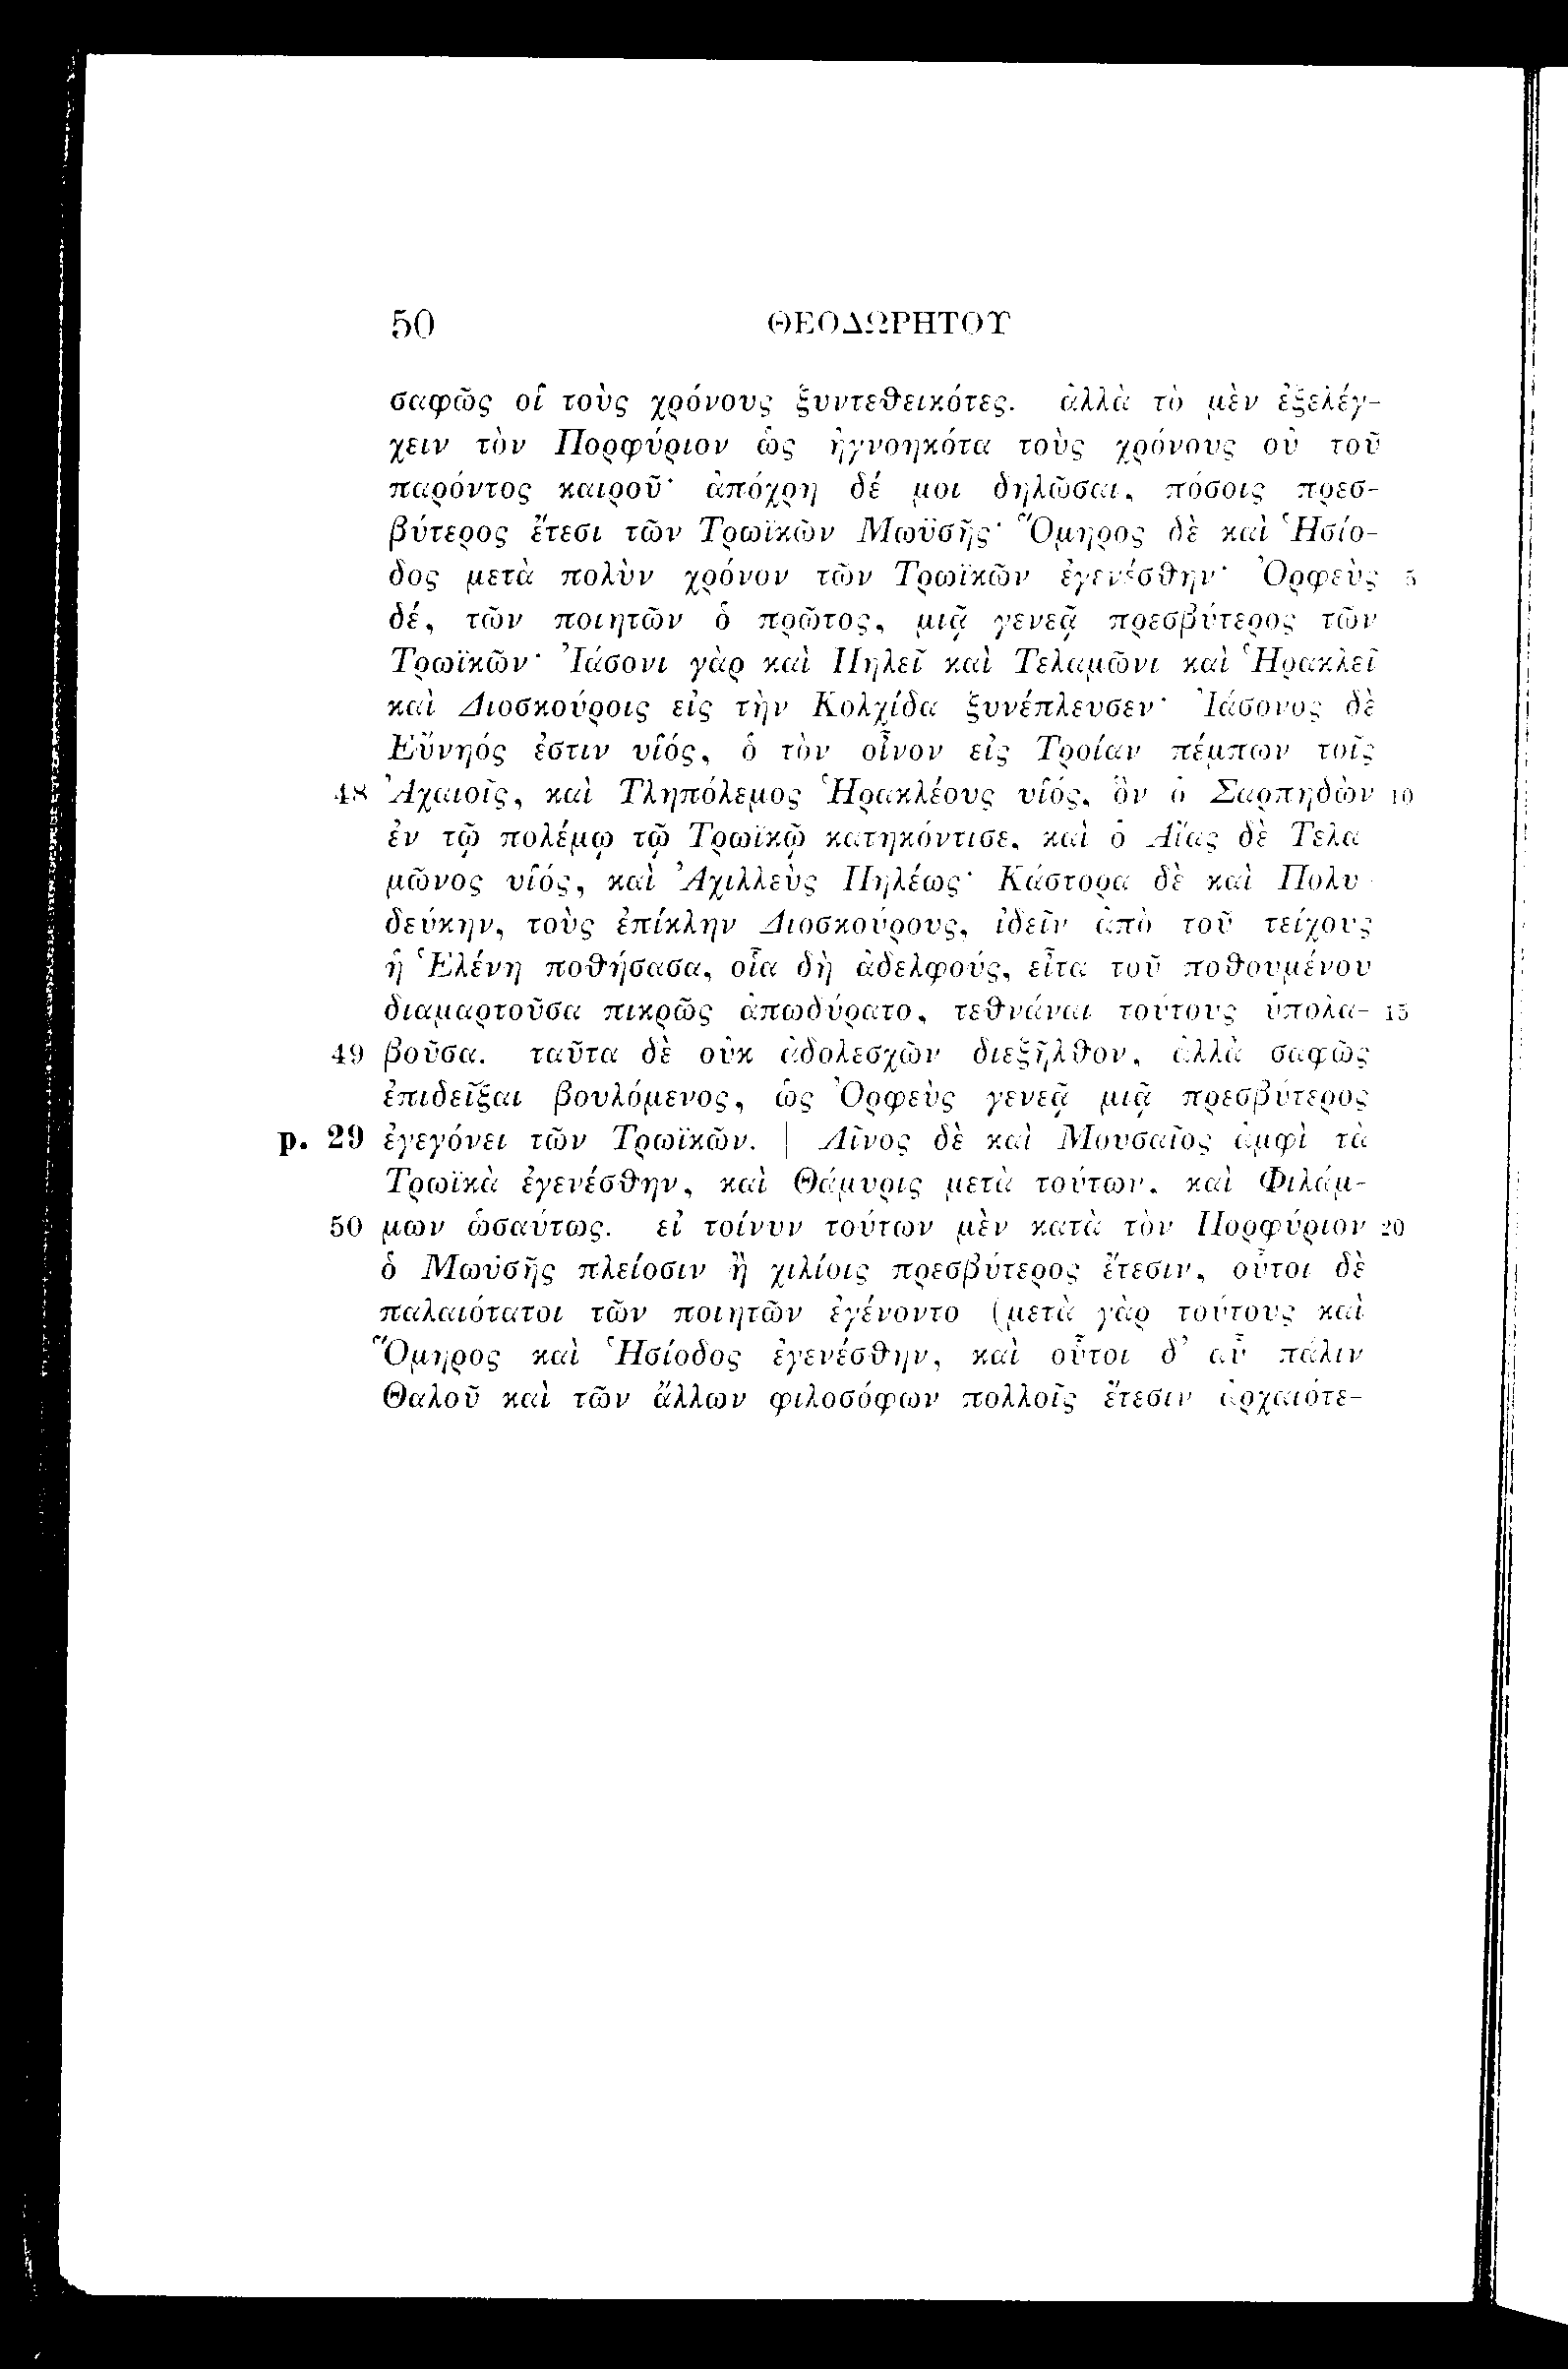 50 ΘΕΟΔΩΡΗΤΟΥ
σαφῶς οἱ τοὺς χρόνους ξυντεθεικότες. ἀλλὰ τὸ μὲν ἐξελέγ-
χειν τὸν Πορφύριον ὡς ἠγνοηκότα τοὺς χρόνους οὐ τοῦ
παρόντος καιροῦ· ἀπόχρη δέ μοι δηλῶσαι, πόσοις πρεσ-
βύτερος ἔτεσι τῶν Τρωϊκῶν Μωϋσῆς· Ὅμηρος δὲ καὶ Ἡσίο-
δος μετὰ πολὺν χρόνον τῶν Τρωϊκῶν ἐγενέσθην· Ὀρφεὺς 5
δέ, τῶν ποιητῶν ὁ πρῶτος, μιᾷ γενεᾷ πρεσβύτερος τῶν
Τρωϊκῶν· Ἰάσονι γὰρ καὶ Πηλεῖ καὶ Τελαμῶνι καὶ Ἡρακλεῖ
καὶ Διοσκούροις εἰς τὴν Κολχίδα ξυνέπλευσεν· Ἰάσονος δὲ
Εὔνηός ἐστιν υἱός, ὁ τὸν οἶνον εἰς Τροίαν πέμπων τοῖς
48 Ἀχαιοῖς, καὶ Τληπόλεμος Ἡρακλέους υἱός, ὃν ὁ Σαρπηδὼν 10
ἐν τῷ πολέμῳ τῷ Τρωϊκῷ κατηκόντισε, καὶ ὁ Αἴας δὲ Τελα
μῶνος υἱός, καὶ Ἀχιλλεὺς Πηλέως· Κάστορα δὲ καὶ Πολυ-
δεύκην, τοὺς ἐπίκλην Διοσκούρους, ἰδεῖν ἀπὸ τοῦ τείχους
ἡ Ἑλένη ποθήσασα, οἷα δὴ ἀδελφούς, εἶτα τοῦ ποθουμένου
διαμαρτοῦσα πικρῶς ἀπωδύρατο, τεθνάναι τούτους ὑπολα- 15
49 βοῦσα. ταῦτα δὲ οὐκ ἀδολεσχῶν διεξῆλθον, ἀλλὰ σαφῶς
ἐπιδεῖξαι βουλόμενος, ὡς Ὀρφεὺς γενεᾷ μιᾷ πρεσβύτερος
p. 29 ἐγεγόνει τῶν Τρωϊκῶν. | Λῖνος δὲ καὶ Μουσαῖος ἀμφὶ τὰ
Τρωϊκὰ ἐγενέσθην, καὶ Θάμυρις μετὰ τούτων, καὶ Φιλάμ-
50 μων ὡσαύτως. εἰ τοίνυν τούτων μὲν κατὰ τὸν Πορφύριον 20
ὁ Μωϋσῆς πλείοσιν ἢ χιλίοις πρεσβύτερος ἔτεσιν, οὗτοι δὲ
παλαιότατοι τῶν ποιητῶν ἐγένοντο (μετὰ γὰρ τούτους καὶ
Ὅμηρος καὶ Ἡσίοδος ἐγενέσθην, καὶ οὗτοι δ' αὖ πάλιν
Θαλοῦ καὶ τῶν ἄλλων φιλοσόφων πολλοῖς ἔτεσιν ἀρχαιότε-